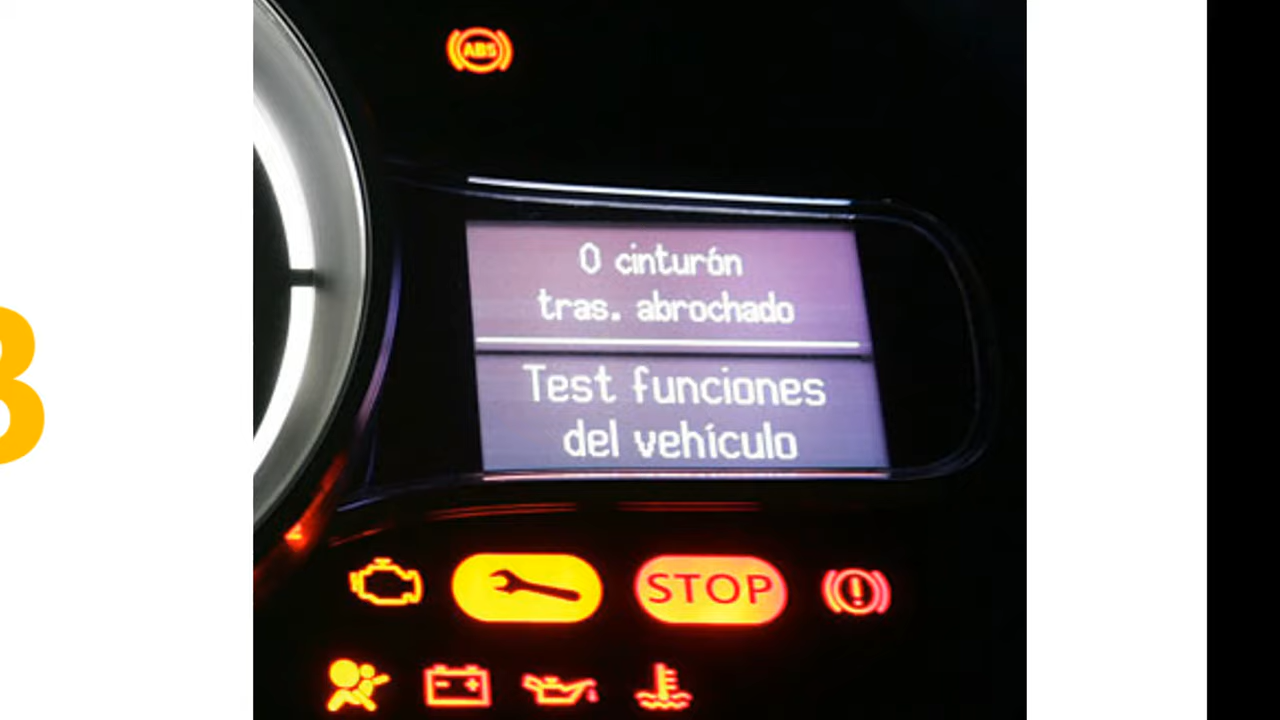 ABS
0 cinturón
tras. abrochado
Test funciones
del vehículo
STOP